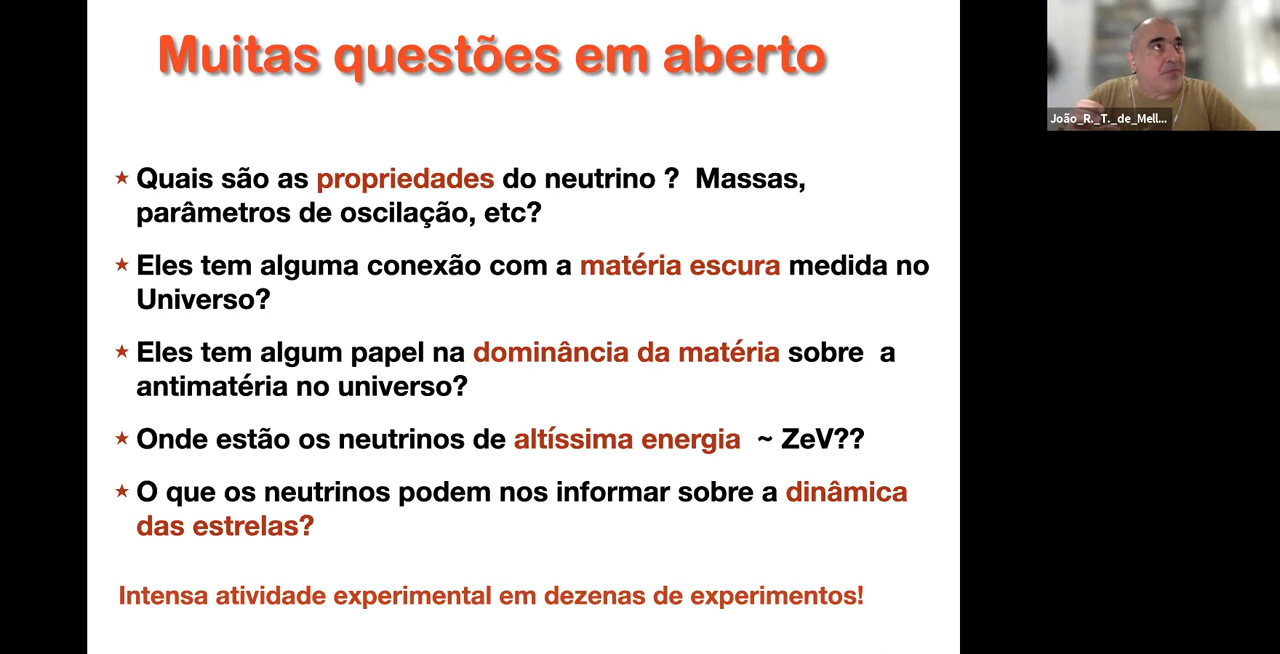 Muitas questões em aberto
João_R._T._de_Mell...
★ Quais são as propriedades do neutrino ? Massas,
parâmetros de oscilação, etc?
★ Eles tem alguma conexão com a matéria escura medida no
Universo?
★ Eles tem algum papel na dominância da matéria sobre a
antimatéria no universo?
★ Onde estão os neutrinos de altíssima energia ~ ZeV??
★ O que os neutrinos podem nos informar sobre a dinâmica
das estrelas?
Intensa atividade experimental em dezenas de experimentos!